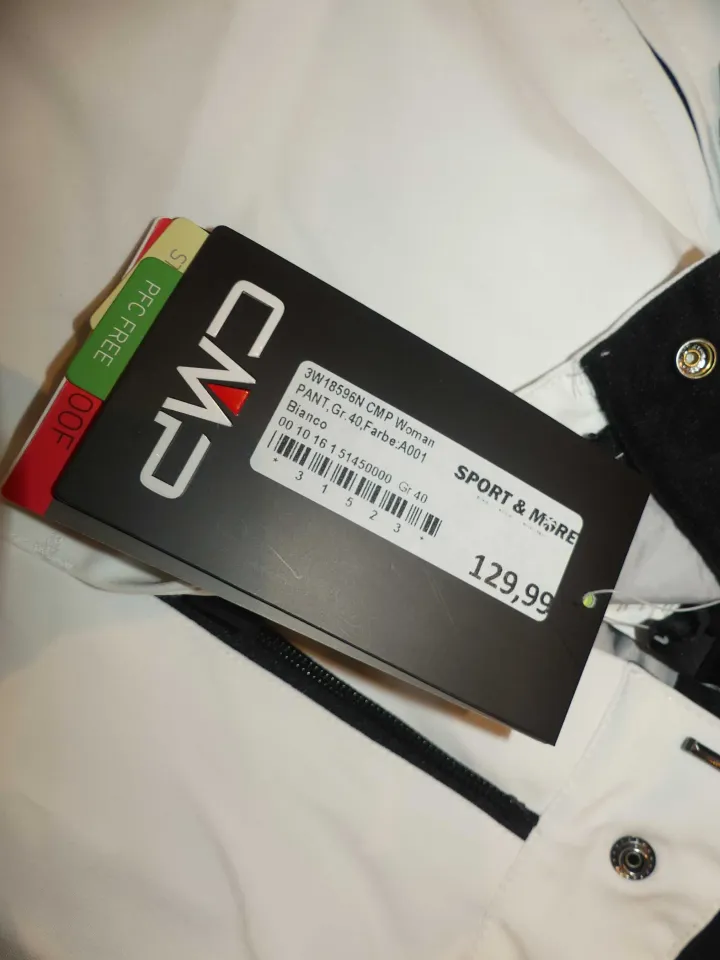 PFC FREE
OOF
CMP
3W18596N CMP Woman
PANT,Gr.40,Farbe:A001
Bianco
00 10 16 1 51450000 Gr 40
* 3 1 5 2 3 *
SPORT & MORE
129,99